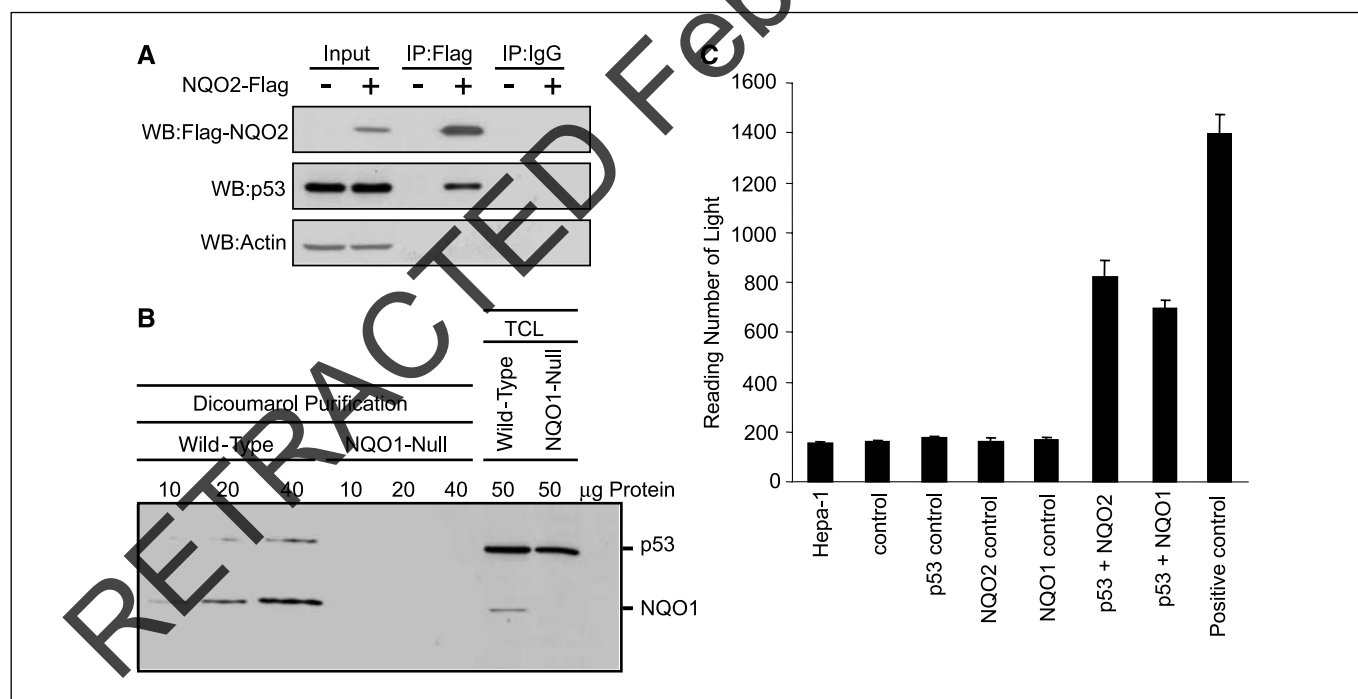 RETRACTED Feb
A
Input IP:Flag IP:IgG
NQO2-Flag - + - + - +
WB:Flag-NQO2
WB:p53
WB:Actin
B
TCL
Wild-Type
NQO1-Null
Dicoumarol Purification
Wild-Type NQO1-Null
10 20 40 10 20 40 50 50 μg Protein
p53
NQO1
C
Reading Number of Light
1600
1400
1200
1000
800
600
400
200
0
Hepa-1
control
p53 control
NQO2 control
NQO1 control
p53 + NQO2
p53 + NQO1
Positive control